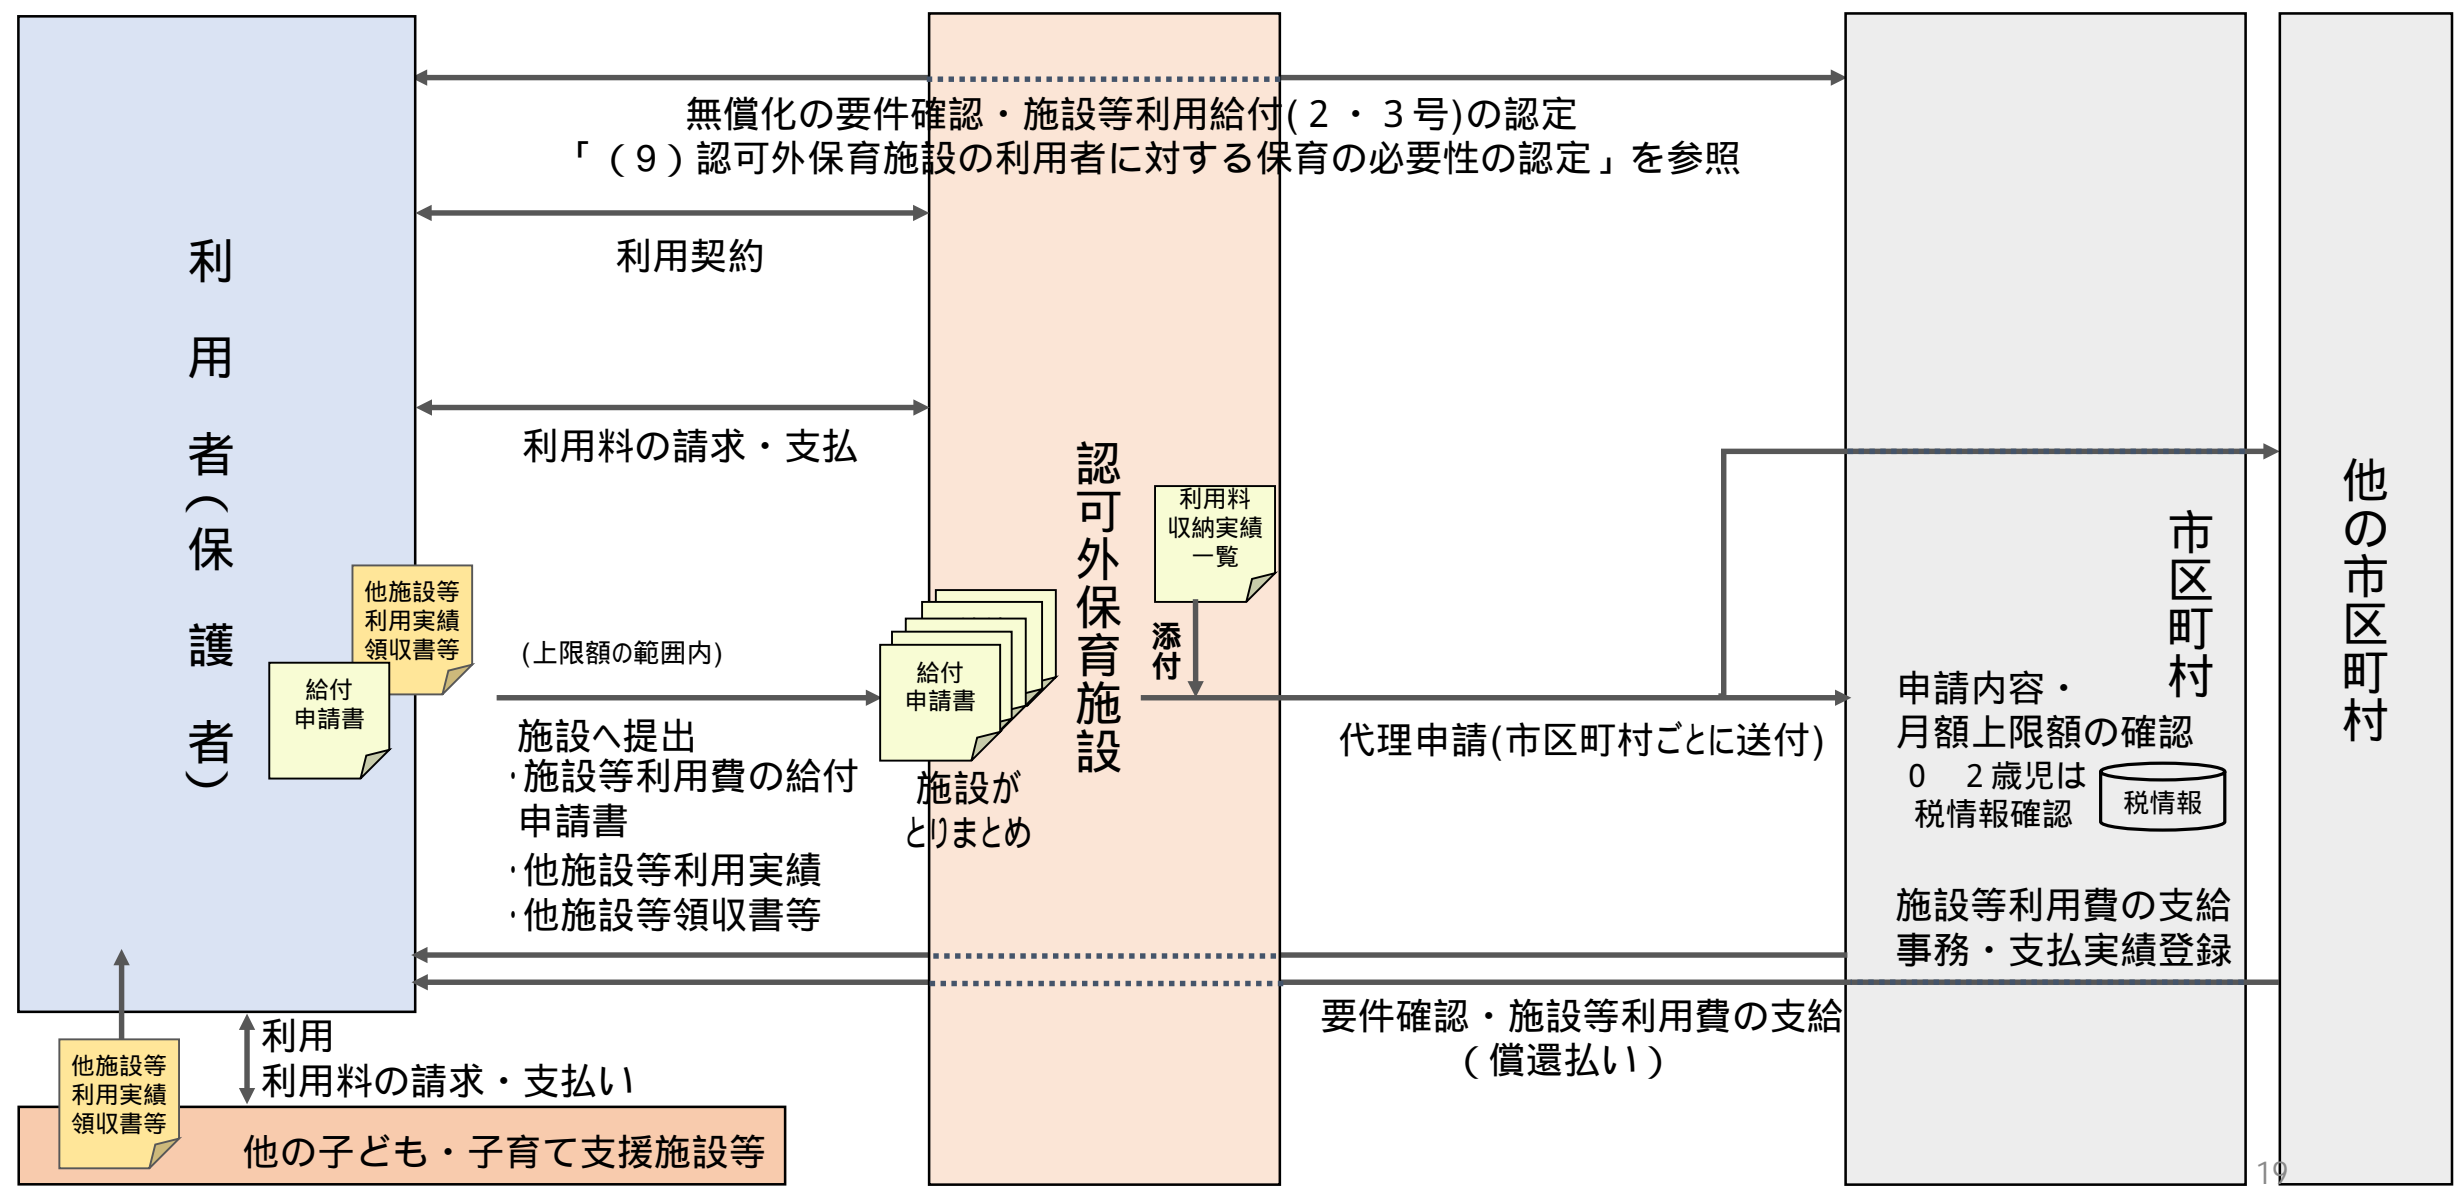 無償化の要件確認・施設等利用給付(２・３号)の認定
「（9）認可外保育施設の利用者に対する保育の必要性の認定」を参照
利用契約
利用料の請求・支払
利用者(保護者)
他施設等
利用実績
領収書等
給付
申請書
(上限額の範囲内)
施設へ提出
・施設等利用費の給付
申請書
・他施設等利用実績
・他施設等領収書等
給付
申請書
施設が
とりまとめ
認可外保育施設
利用料
収納実績
一覧
添付
代理申請(市区町村ごとに送付)
市区町村
申請内容・
月額上限額の確認
0　2歳児は
税情報確認
税情報
施設等利用費の支給
事務・支払実績登録
他の市区町村
要件確認・施設等利用費の支給
（償還払い）
利用
利用料の請求・支払い
他施設等
利用実績
領収書等
他の子ども・子育て支援施設等
19